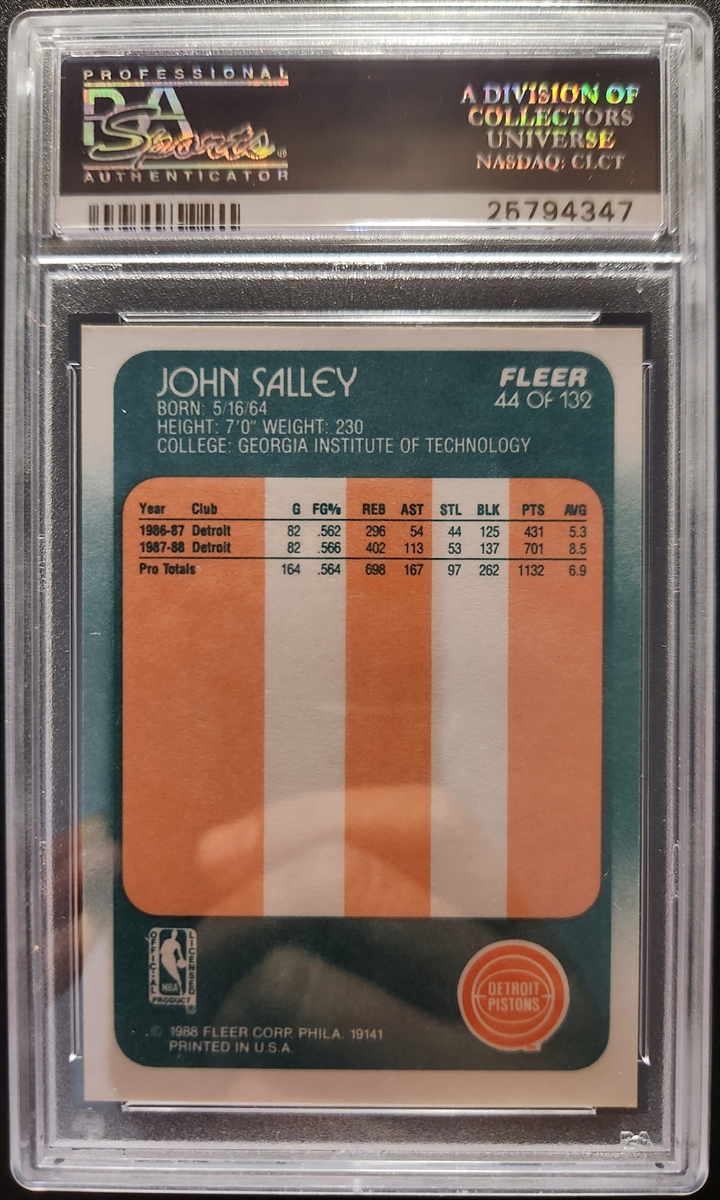 PROFESSIONAL
PSA
Sports®
AUTHENTICATOR
A DIVISION OF
COLLECTORS
UNIVERSE
NASDAQ: CLCT
25794347
JOHN SALLEY
BORN: 5/16/64
HEIGHT: 7'0" WEIGHT: 230
COLLEGE: GEORGIA INSTITUTE OF TECHNOLOGY
FLEER
44 OF 132
Year Club G FG% REB AST STL BLK PTS AVG
1986-87 Detroit 82 .562 296 54 44 125 431 5.3
1987-88 Detroit 82 .566 402 113 53 137 701 8.5
Pro Totals 164 .564 698 167 97 262 1132 6.9
OFFICIAL LICENSED
NBA
PRODUCT ®
DETROIT
PISTONS
TM
© 1988 FLEER CORP. PHILA. 19141
PRINTED IN U.S.A.
PSA